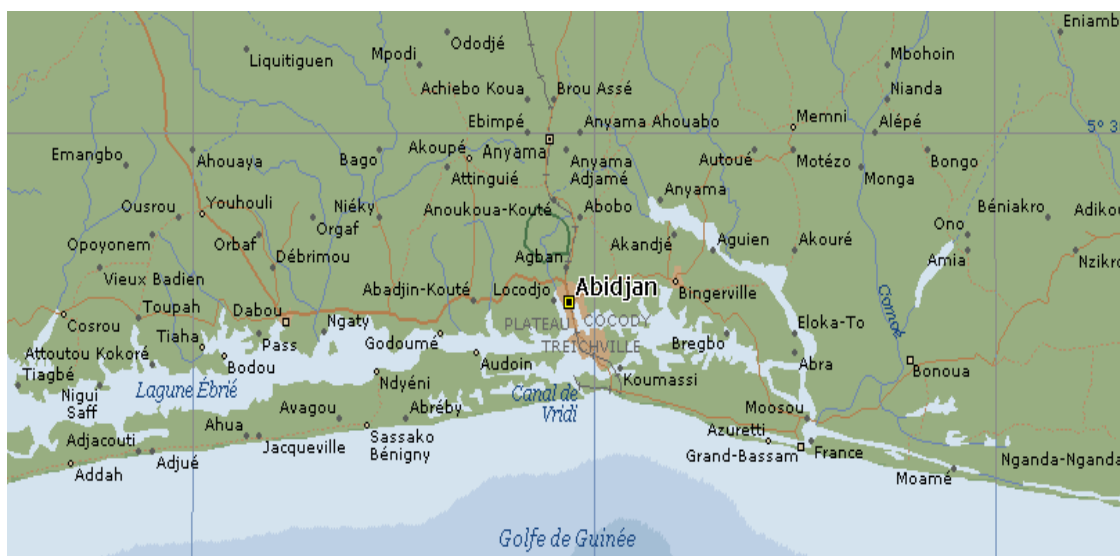 Eniamb
Ododjé
Mpodi
Liquitiguen
Mbohoin
Achiebo Koua
Brou Assé
Nianda
Memni
Ebimpé
Anyama Ahouabo
Alépé
5° 3
Akoupé
Anyama
Emangbo
Ahouaya
Bago
Anyama
Adjamé
Autoué
Motézo
Bongo
Attinguié
Monga
Anyama
Youhouli
Ousrou
Niéky
Anoukoua-Kouté
Abobo
Béniakro
Adikou
Orgaf
Ono
Opoyonem
Orbaf
Akandjé
Aguien
Akouré
Amia
Nzikro
Débrimou
Agban
Vieux Badien
Abidjan
Bingerville
Toupah
Dabou
Abadjin-Kouté
Locodjo
Comoé
Cosrou
PLATEAU
COCODY
Ngaty
Eloka-To
Tiaha
Pass
Godoumé
TREICHVILLE
Bregbo
Attoutou Kokoré
Bodou
Audoin
Abra
Bonoua
Tiagbé
Lagune Ébrié
Ndyéni
Koumassi
Nigui
Saff
Canal de
Vridi
Avagou
Abréby
Moosou
Ahua
Azuretti
Adjacouti
Jacqueville
Sassako
Bénigny
Grand-Bassam
France
Addah
Adjué
Moamé
Nganda-Nganda
Golfe de Guinée